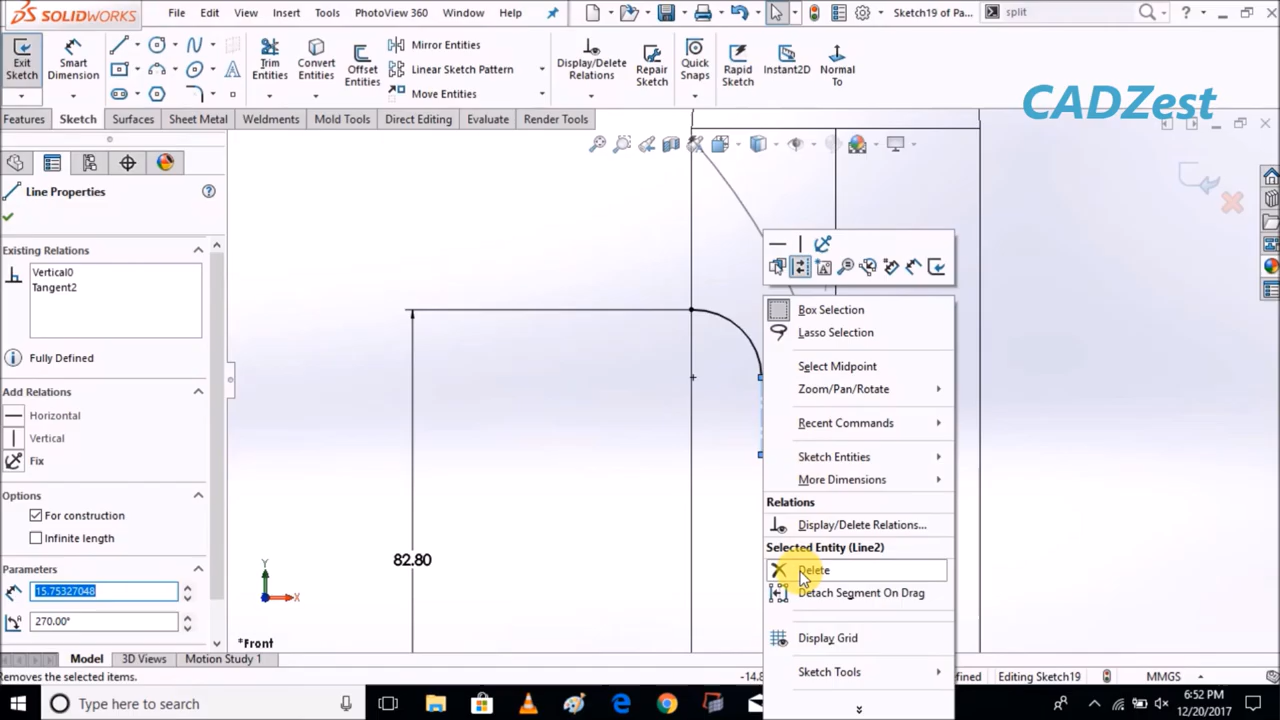 SOLIDWORKS File Edit View Insert Tools PhotoView 360 Window Help Sketch19 of Pa... split
Exit Sketch
Smart Dimension
Trim Entities
Convert Entities
Offset Entities
Mirror Entities
Linear Sketch Pattern
Move Entities
Display/Delete Relations
Repair Sketch
Quick Snaps
Rapid Sketch
Instant2D
Normal To
CADZest
Features Sketch Surfaces Sheet Metal Weldments Mold Tools Direct Editing Evaluate Render Tools
Line Properties
Existing Relations
Vertical0
Tangent2
Fully Defined
Add Relations
Horizontal
Vertical
Fix
Options
For construction
Infinite length
Parameters
15.75327048
270.00°
82.80
Y
X
*Front
Box Selection
Lasso Selection
Select Midpoint
Zoom/Pan/Rotate
Recent Commands
Sketch Entities
More Dimensions
Relations
Display/Delete Relations...
Selected Entity (Line2)
Delete
Detach Segment On Drag
Display Grid
Sketch Tools
Model 3D Views Motion Study 1
Removes the selected items. -14.8 Editing Sketch19 MMGS
Type here to search
6:52 PM
12/20/2017